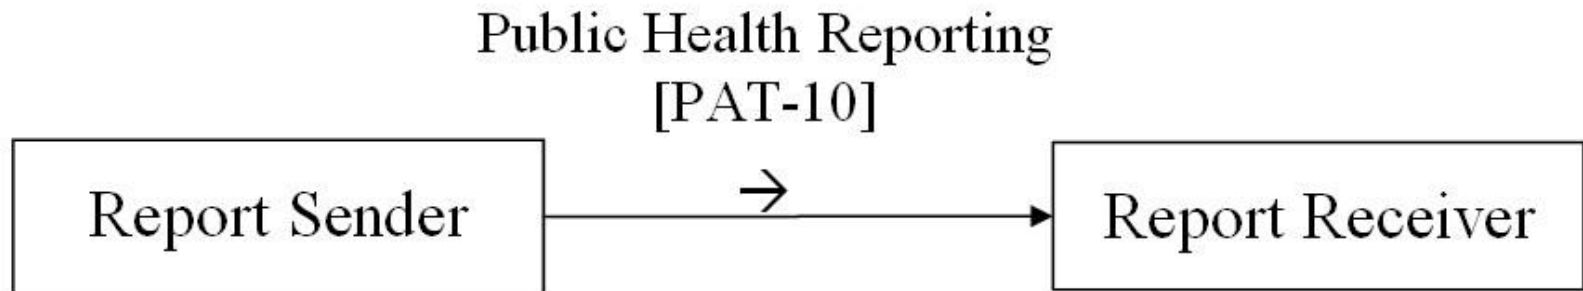 Public Health Reporting
[PAT-10]
→
Report Sender
Report Receiver